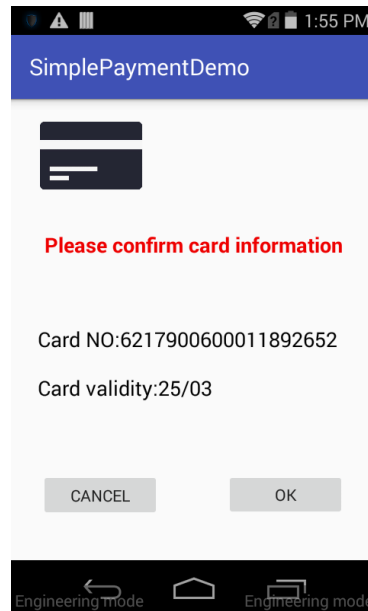 1:55 PM
SimplePaymentDemo
Please confirm card information
Card NO:6217900600011892652
Card validity:25/03
CANCEL OK
Engineering mode Engineering mode